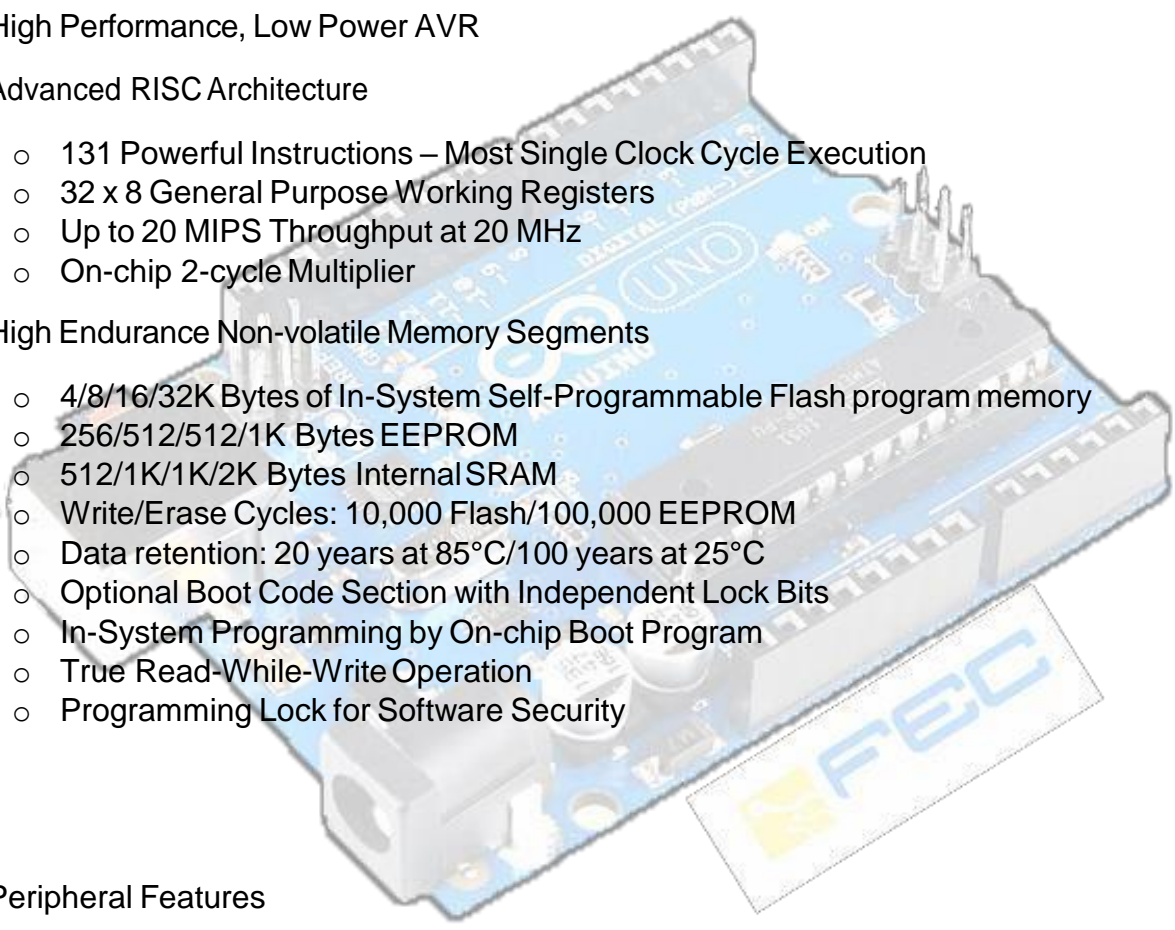 High Performance, Low Power AVR
Advanced RISC Architecture
o 131 Powerful Instructions – Most Single Clock Cycle Execution
o 32 x 8 General Purpose Working Registers
o Up to 20 MIPS Throughput at 20 MHz
o On-chip 2-cycle Multiplier
High Endurance Non-volatile Memory Segments
o 4/8/16/32K Bytes of In-System Self-Programmable Flash program memory
o 256/512/512/1K Bytes EEPROM
o 512/1K/1K/2K Bytes Internal SRAM
o Write/Erase Cycles: 10,000 Flash/100,000 EEPROM
o Data retention: 20 years at 85°C/100 years at 25°C
o Optional Boot Code Section with Independent Lock Bits
o In-System Programming by On-chip Boot Program
o True Read-While-Write Operation
o Programming Lock for Software Security
Peripheral Features
DIGITAL (PWM~)
UNO
ON
FEC